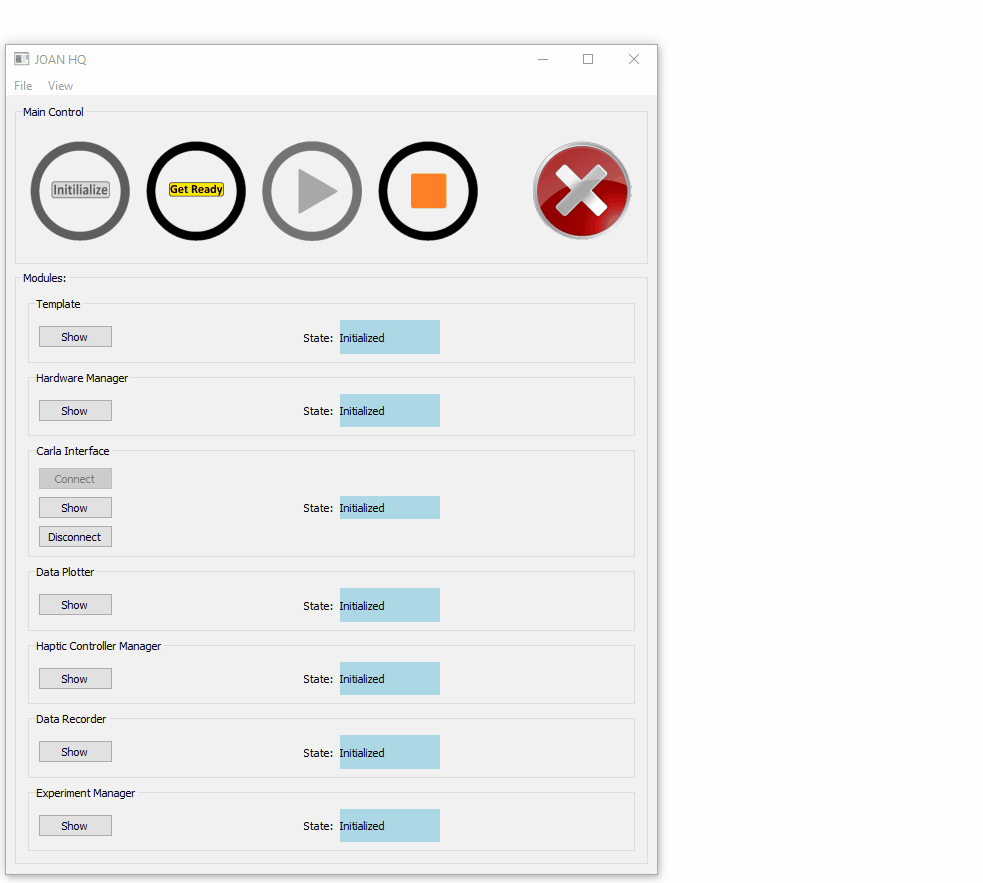 JOAN HQ
File View
Main Control
Initilialize
Get Ready
Modules:
Template
Show State: Initialized
Hardware Manager
Show State: Initialized
Carla Interface
Connect
Show State: Initialized
Disconnect
Data Plotter
Show State: Initialized
Haptic Controller Manager
Show State: Initialized
Data Recorder
Show State: Initialized
Experiment Manager
Show State: Initialized